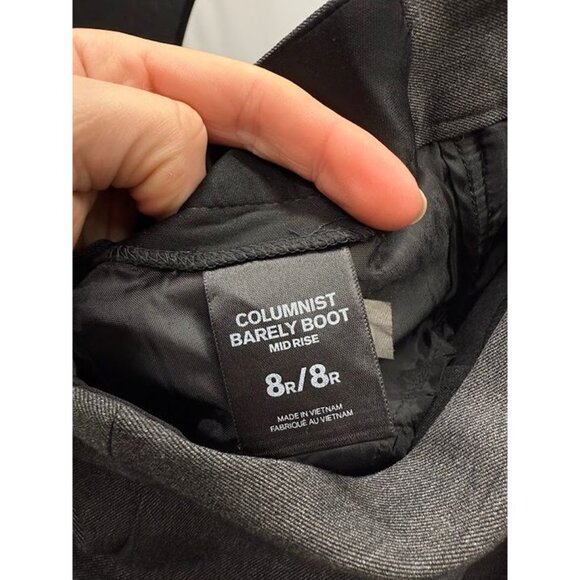 COLUMNIST
BARELY BOOT
MID RISE
8R/8R
MADE IN VIETNAM
FABRIQUÉ AU VIETNAM